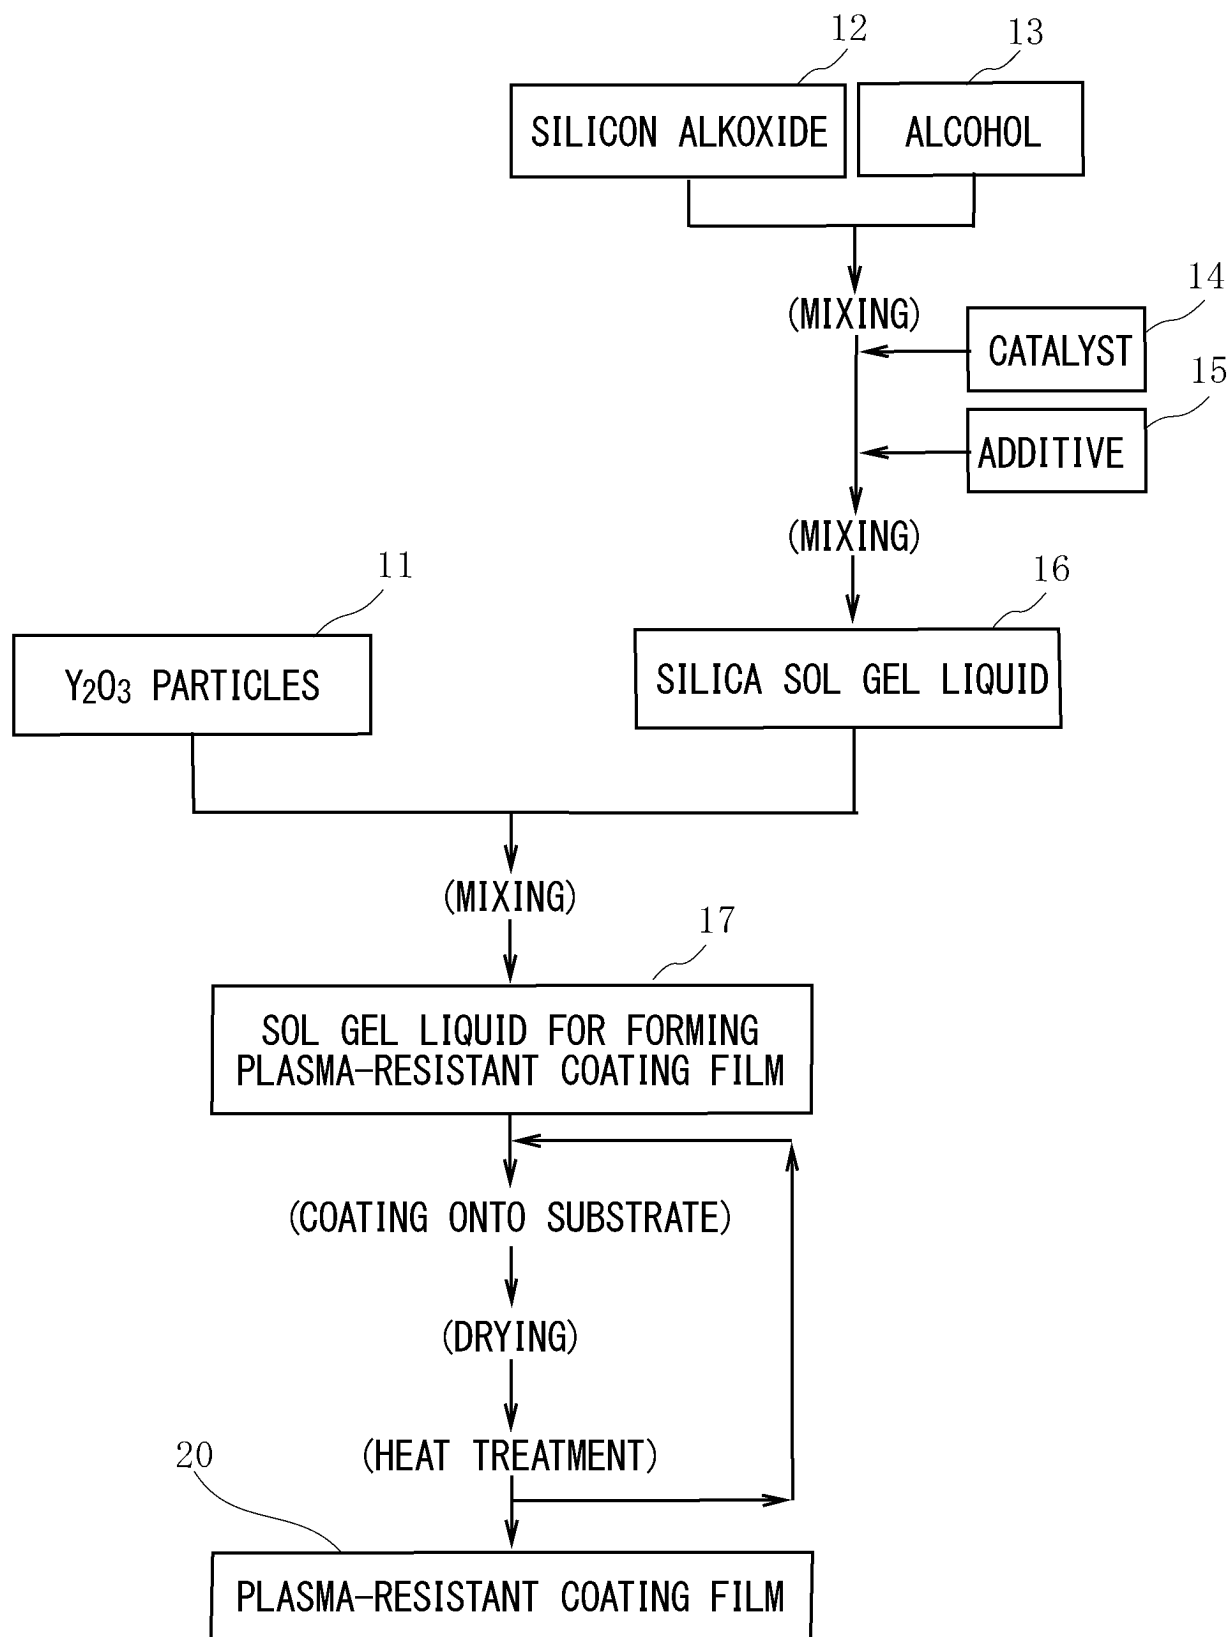 12
13
SILICON ALKOXIDE
ALCOHOL
14
(MIXING)
CATALYST
15
ADDITIVE
(MIXING)
11
16
Y₂O₃ PARTICLES
SILICA SOL GEL LIQUID
(MIXING)
17
SOL GEL LIQUID FOR FORMING
PLASMA-RESISTANT COATING FILM
(COATING ONTO SUBSTRATE)
(DRYING)
(HEAT TREATMENT)
20
PLASMA-RESISTANT COATING FILM